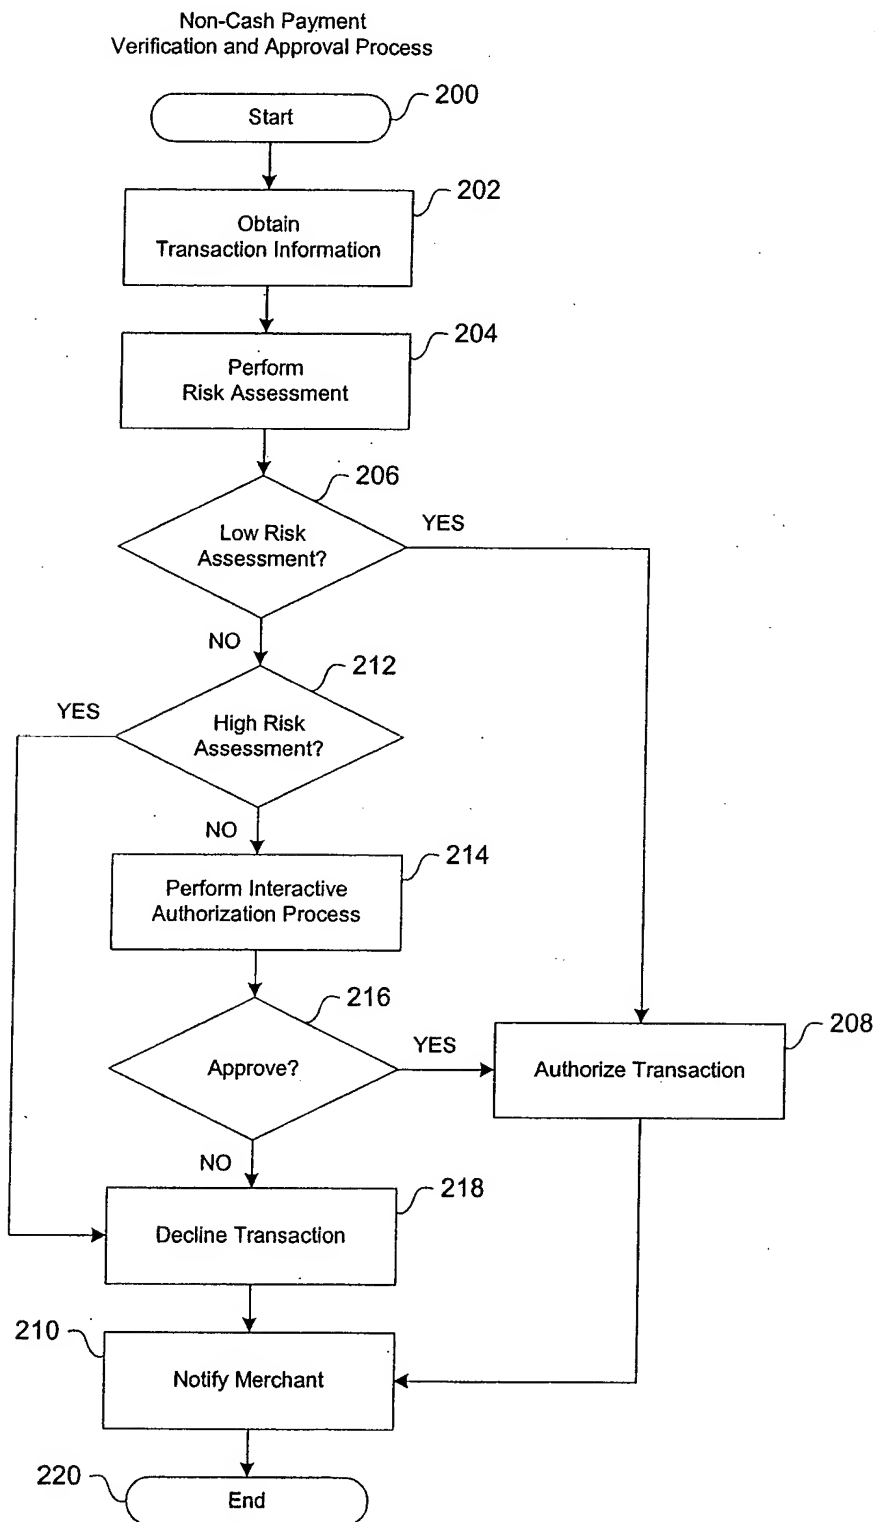 Non-Cash Payment
Verification and Approval Process
200
Start
202
Obtain
Transaction Information
204
Perform
Risk Assessment
206
Low Risk
Assessment?
YES
NO
212
High Risk
Assessment?
YES
NO
214
Perform Interactive
Authorization Process
216
Approve?
YES
208
Authorize Transaction
NO
218
Decline Transaction
210
Notify Merchant
220
End